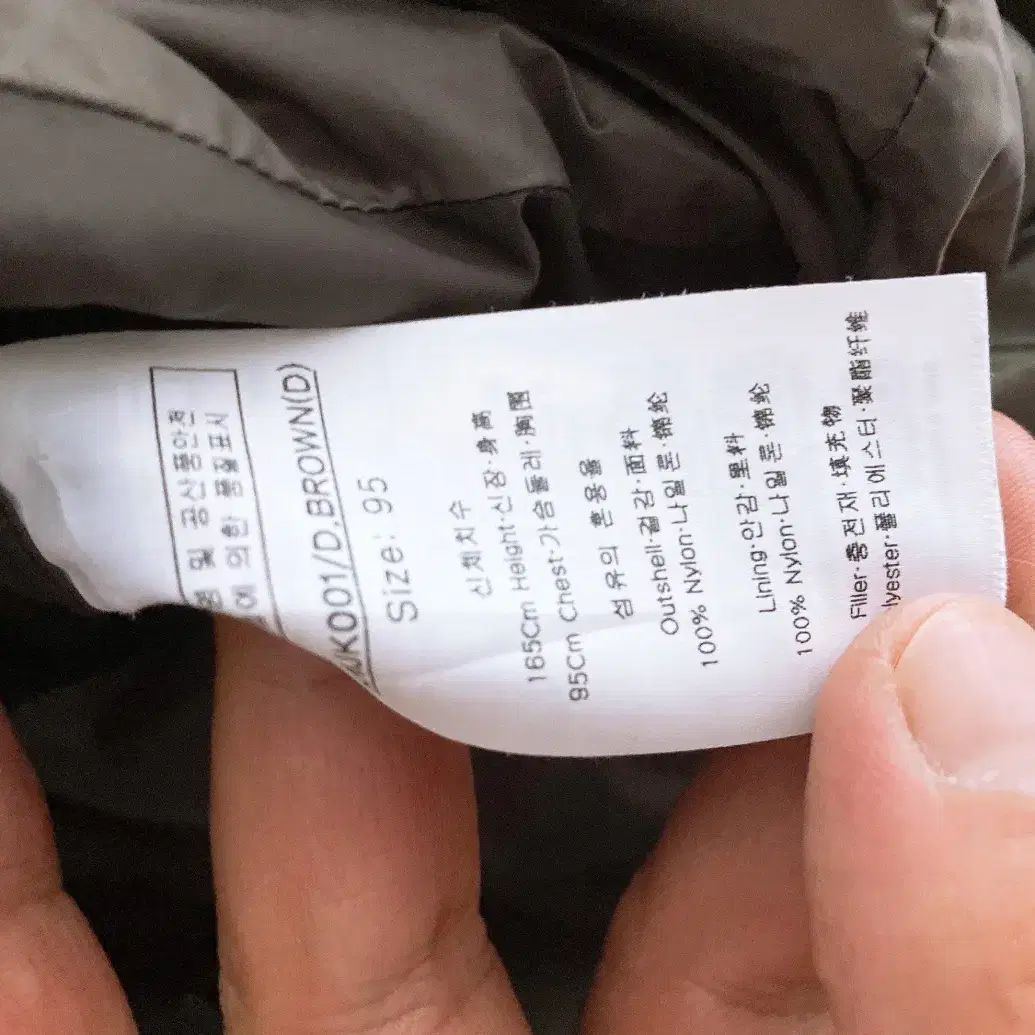 및 공산품안전
의한 품질표시
UK001/D.BROWN(D)
Size: 95
신체치수
165Cm Height·신장·身高
95Cm Chest·가슴둘레·胸围
섬유의 혼용율
Outshell·겉감·面料
100% Nylon·나일론·锦纶
Lining·안감·里料
100% Nylon·나일론·锦纶
Filler·충전재·填充物
lyester·폴리에스터·聚酯纤维